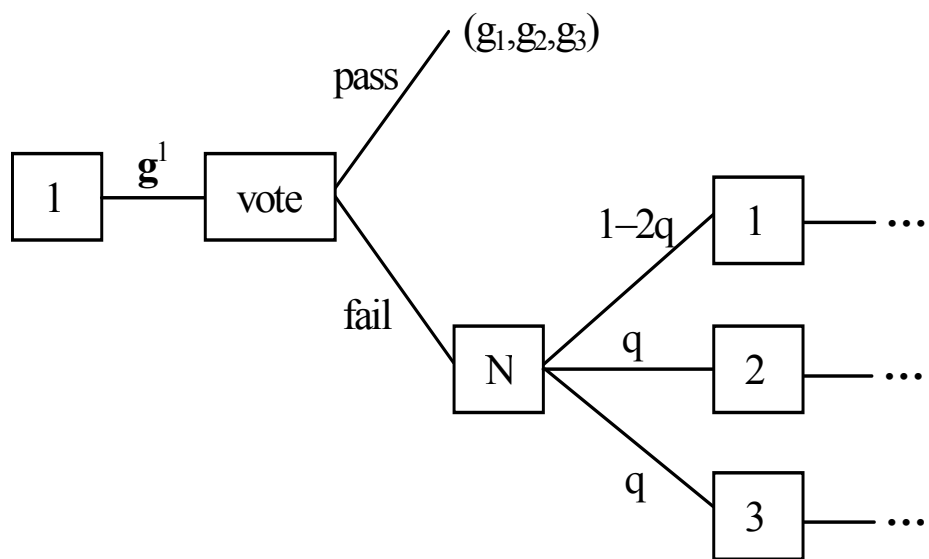 (g₁,g₂,g₃)
pass
g¹
1
vote
1–2q
1
...
fail
q
N
2
...
q
3
...